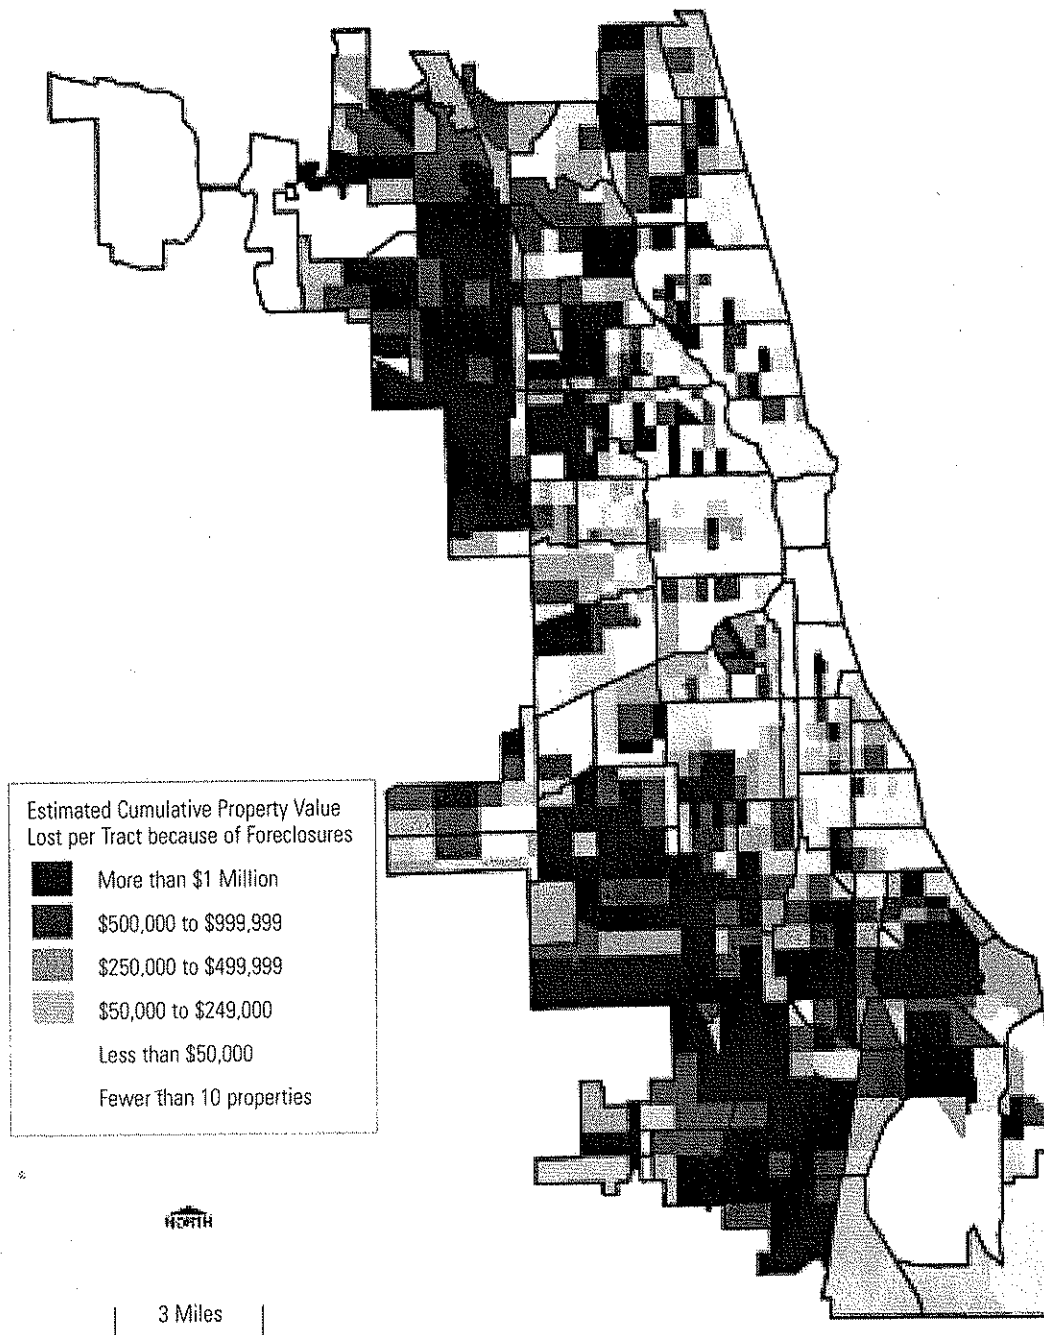 Estimated Cumulative Property Value
Lost per Tract because of Foreclosures
More than $1 Million
$500,000 to $999,999
$250,000 to $499,999
$50,000 to $249,000
Less than $50,000
Fewer than 10 properties
NORTH
3 Miles